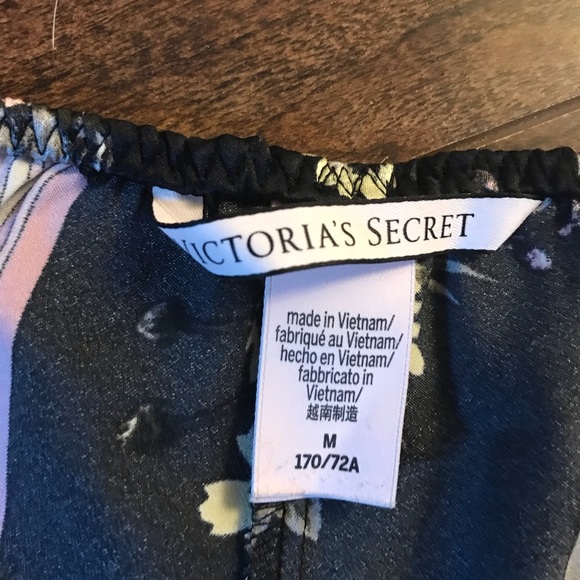 VICTORIA'S SECRET
made in Vietnam/
fabriqué au Vietnam/
hecho en Vietnam/
fabbricato in
Vietnam/
越南制造
M
170/72A